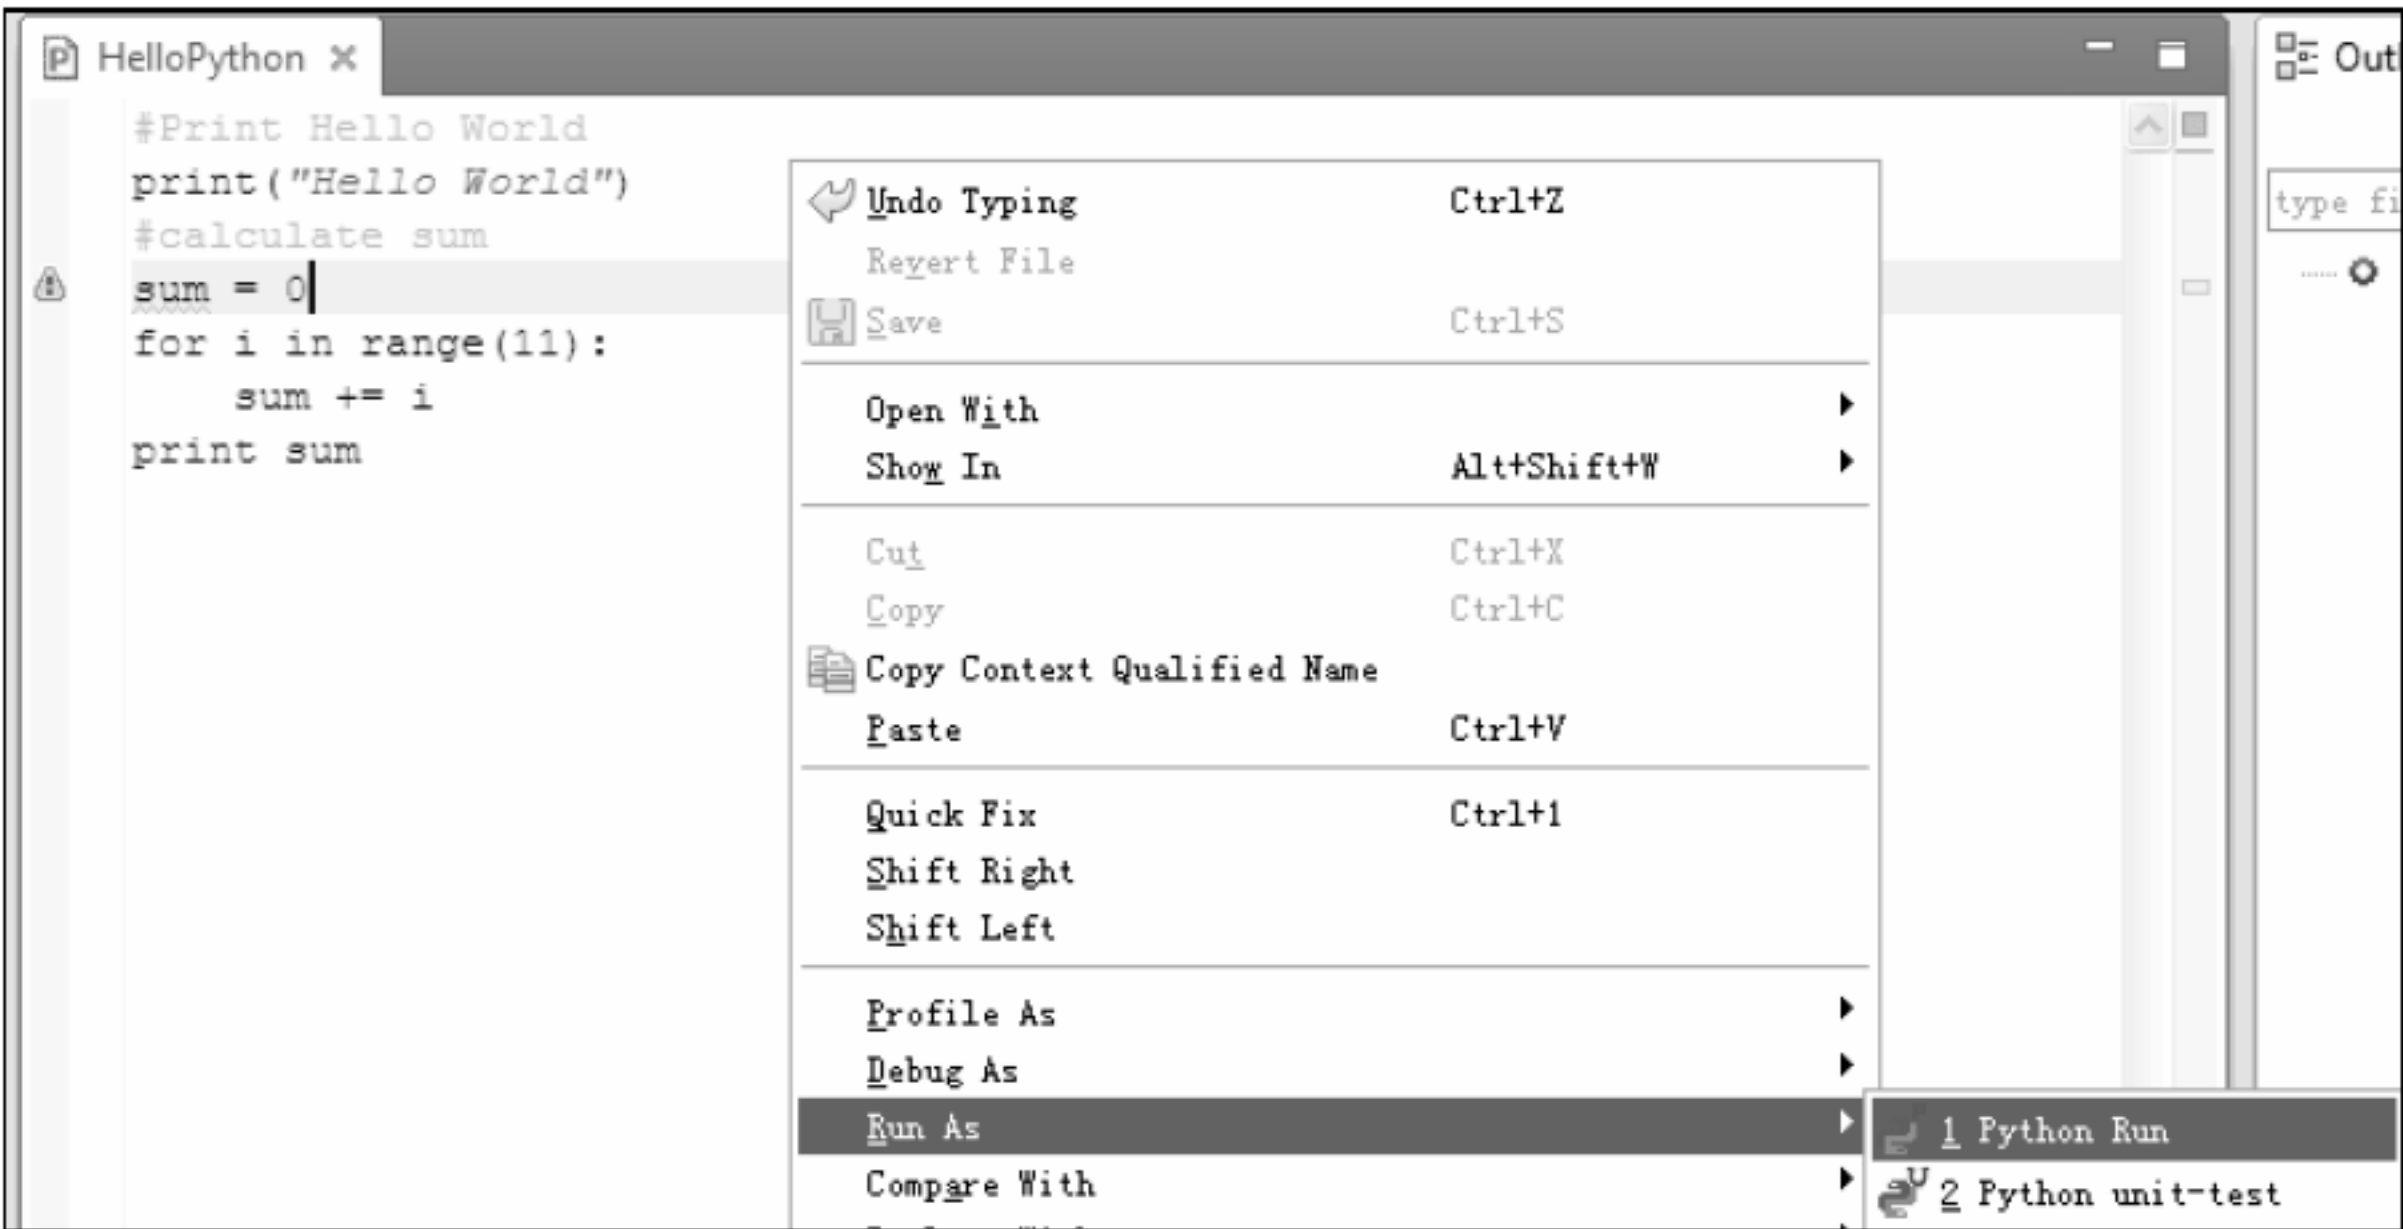 HelloPython
Out
#Print Hello World
print("Hello World")
#calculate sum
sum = 0
for i in range(11):
    sum += i
print sum
type fi
Undo Typing Ctrl+Z
Revert File
Save Ctrl+S
Open With
Show In Alt+Shift+W
Cut Ctrl+X
Copy Ctrl+C
Copy Context Qualified Name
Paste Ctrl+V
Quick Fix Ctrl+1
Shift Right
Shift Left
Profile As
Debug As
Run As
Compare With
1 Python Run
2 Python unit-test